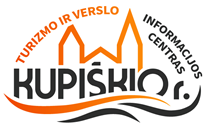 TURIZMO IR VERSLO
INFORMACIJOS
CENTRAS
KUPIŠKIO r.